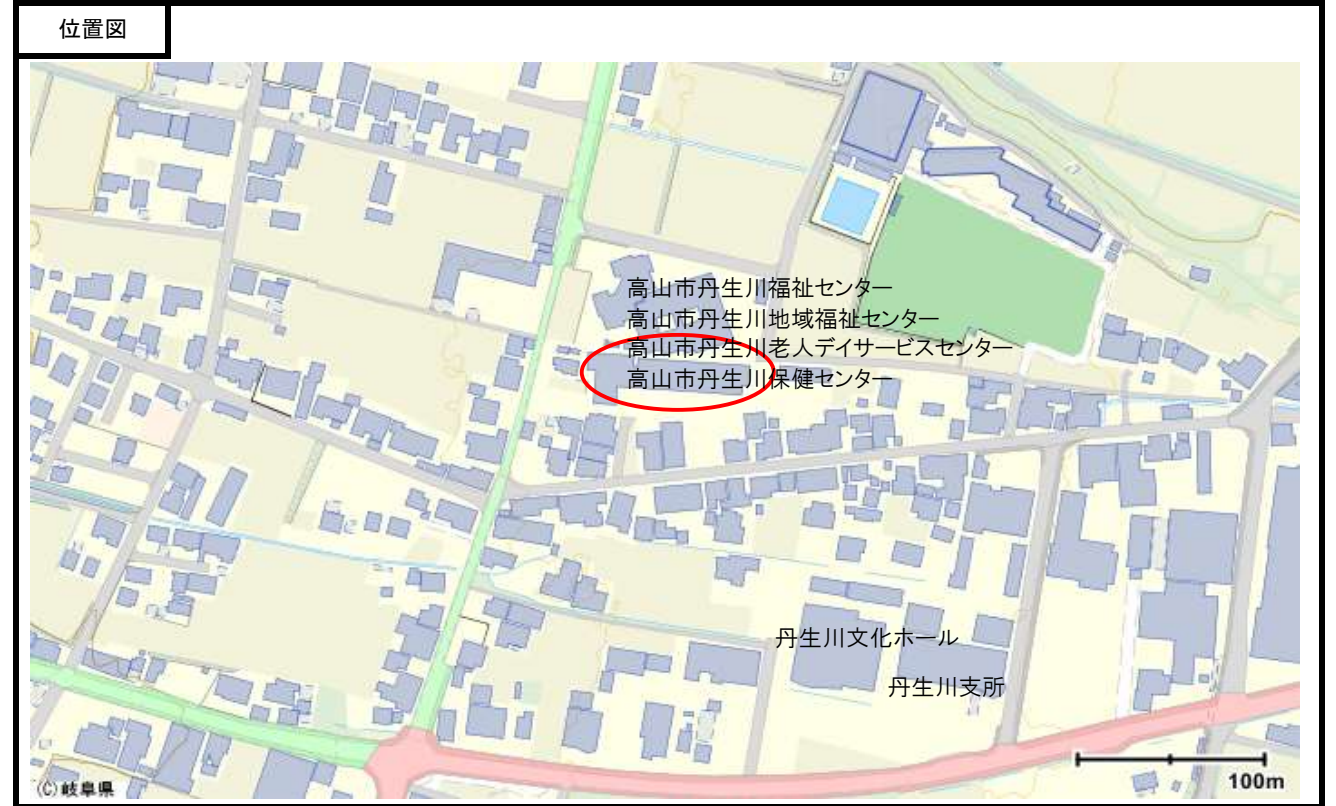 位置図
高山市丹生川福祉センター
高山市丹生川地域福祉センター
高山市丹生川老人デイサービスセンター
高山市丹生川保健センター
丹生川文化ホール
丹生川支所
(C) 岐阜県
100m